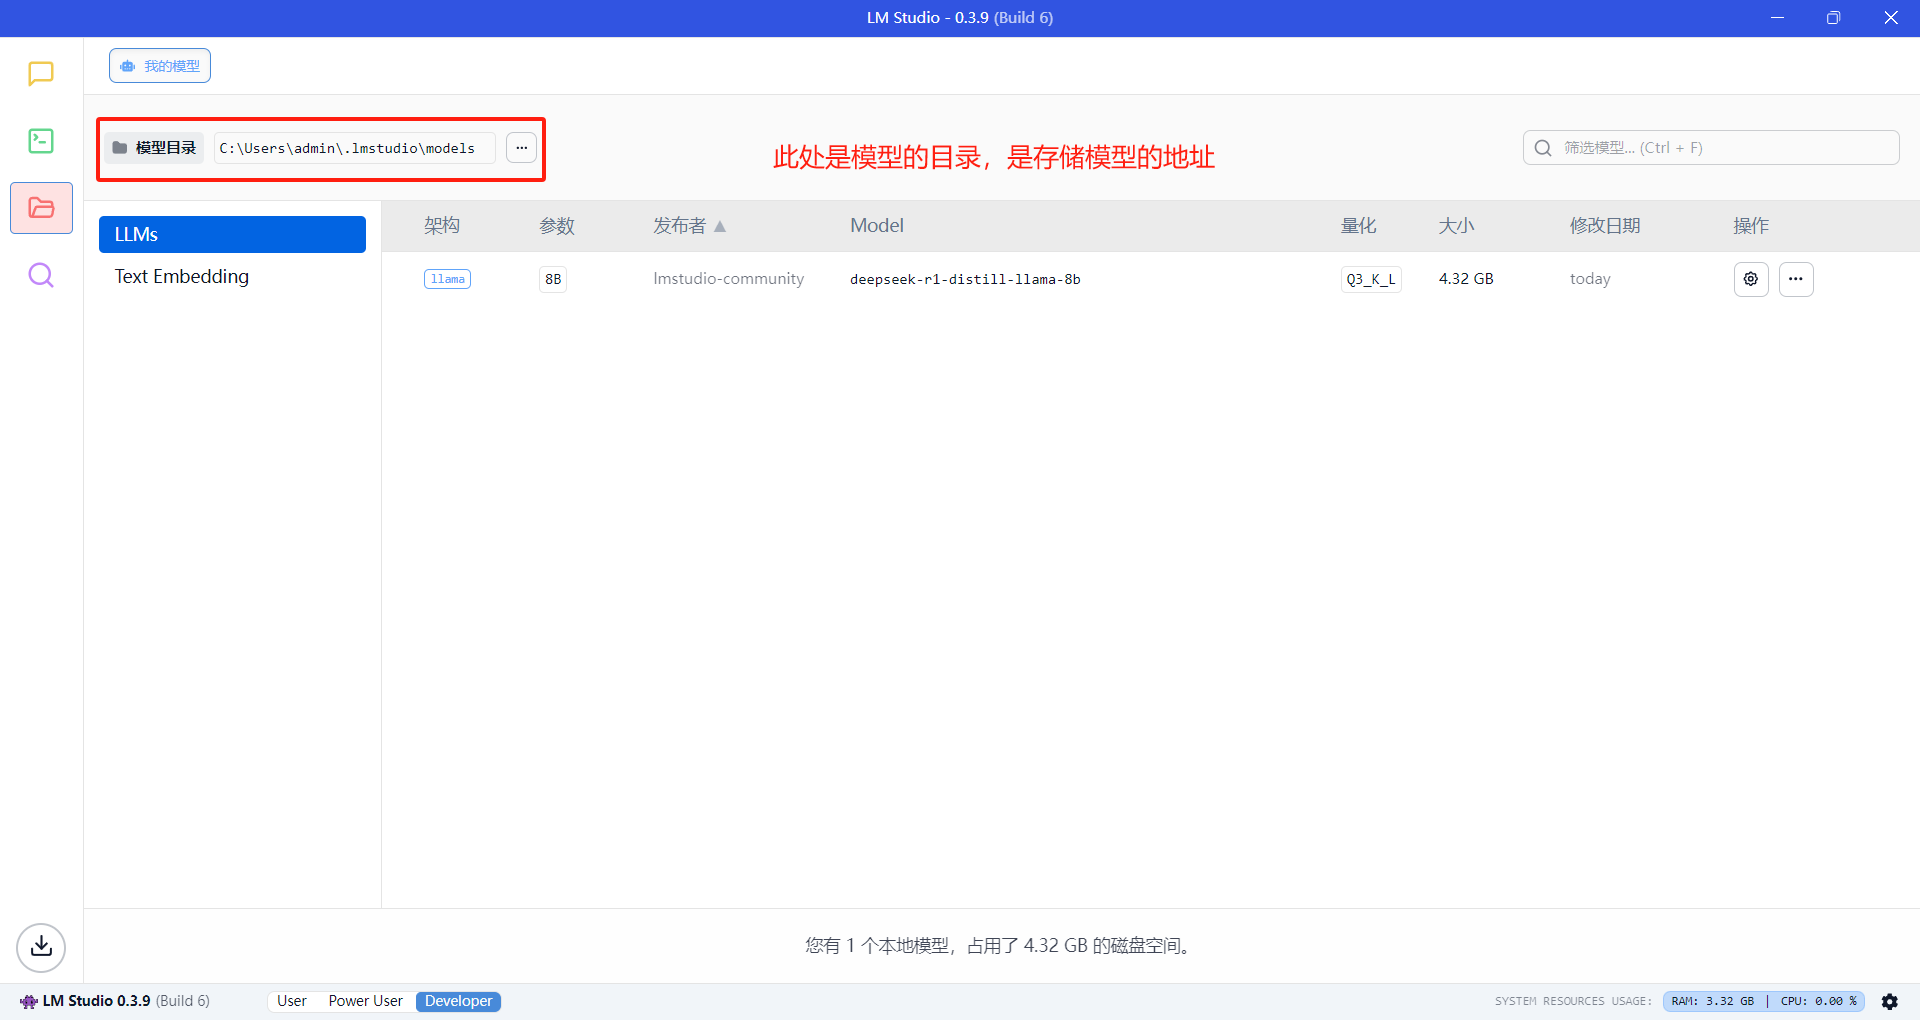 LM Studio - 0.3.9 (Build 6)
我的模型
模型目录 C:\Users\admin\.lmstudio\models ...
此处是模型的目录，是存储模型的地址
筛选模型... (Ctrl + F)
LLMs
Text Embedding
架构 参数 发布者 ▲ Model 量化 大小 修改日期 操作
llama 8B lmstudio-community deepseek-r1-distill-llama-8b Q3_K_L 4.32 GB today ...
您有 1 个本地模型，占用了 4.32 GB 的磁盘空间。
LM Studio 0.3.9 (Build 6) User Power User Developer SYSTEM RESOURCES USAGE: RAM: 3.32 GB | CPU: 0.00 %